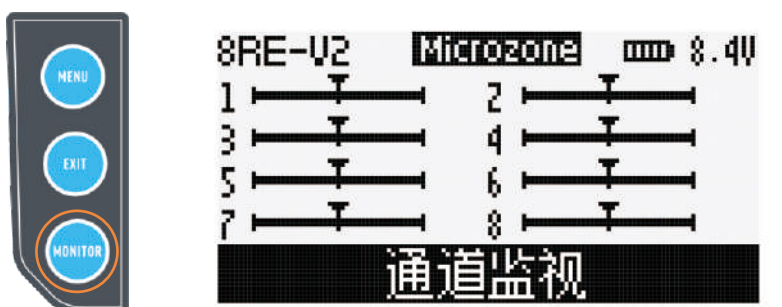 MENU
EXIT
MONITOR
8RE-V2 Microzone 8.4V
1 2
3 4
5 6
7 8
通道监视